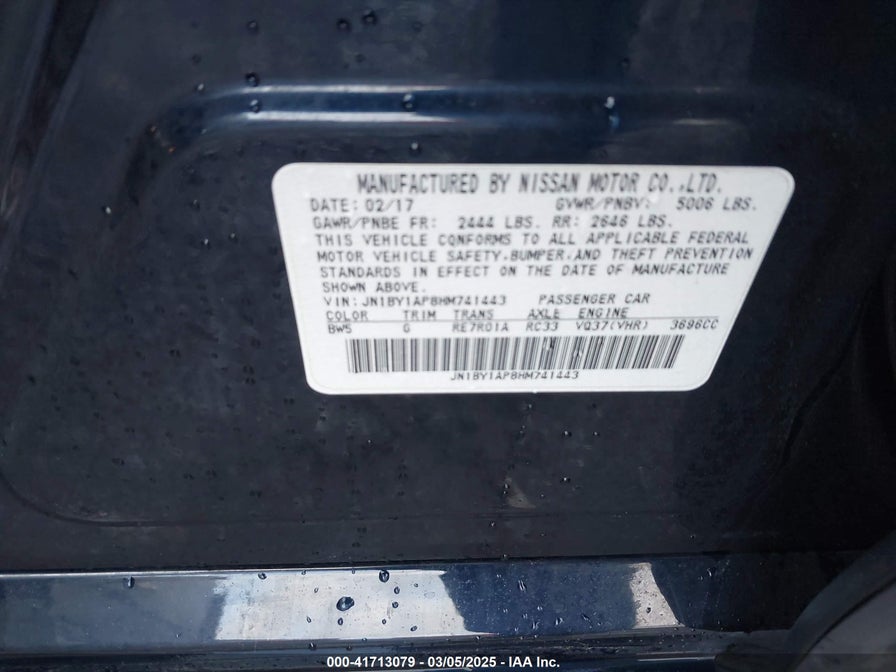 MANUFACTURED BY NISSAN MOTOR CO.,LTD.
DATE: 02/17 GVWR/PNBV: 5006 LBS.
GAWR/PNBE FR: 2444 LBS. RR: 2646 LBS.
THIS VEHICLE CONFORMS TO ALL APPLICABLE FEDERAL
MOTOR VEHICLE SAFETY, BUMPER, AND THEFT PREVENTION
STANDARDS IN EFFECT ON THE DATE OF MANUFACTURE
SHOWN ABOVE.
VIN: JN1BY1AP8HM741443 PASSENGER CAR
COLOR TRIM TRANS AXLE ENGINE
BW5 G RE7R01A RC33 VQ37(VHR) 3696CC
JN1BY1AP8HM741443
000-41713079 - 03/05/2025 - IAA Inc.